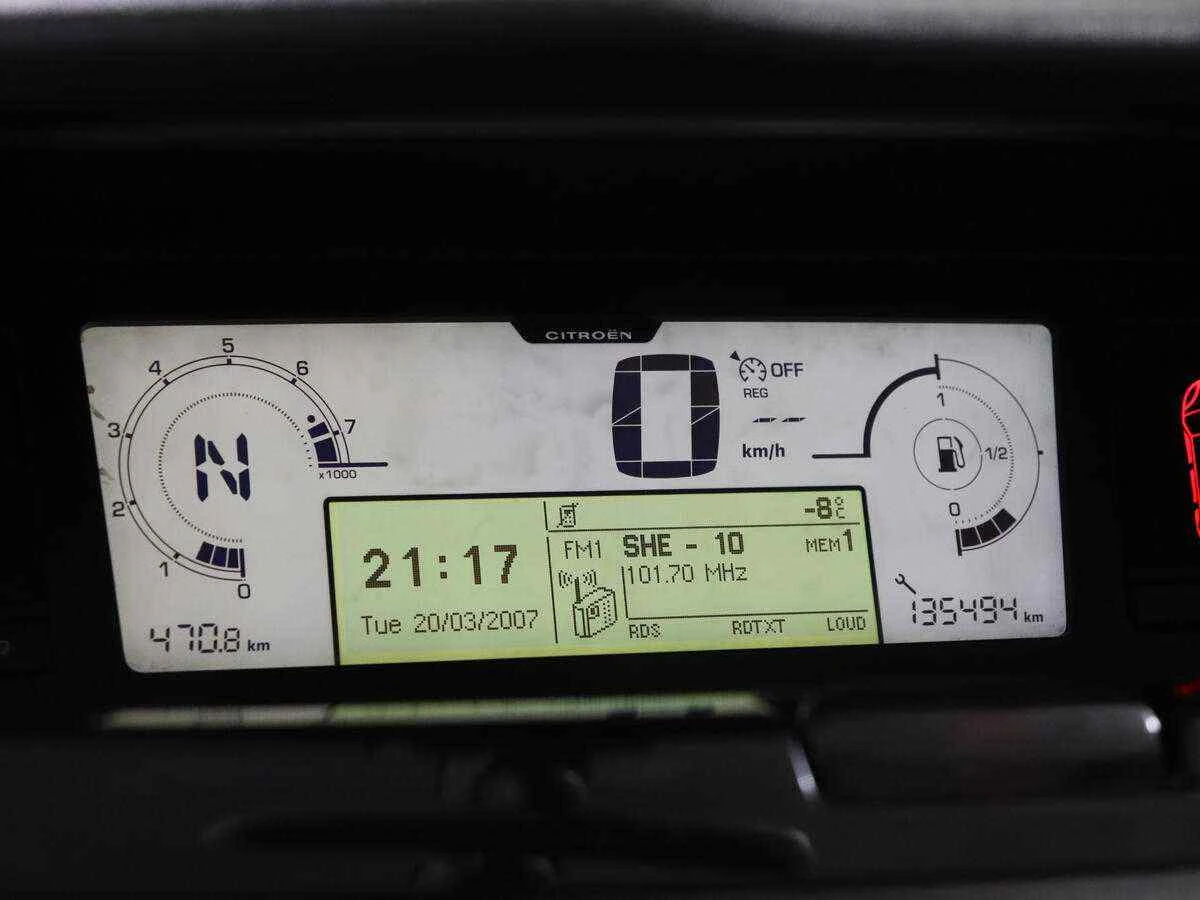 CITROËN
5
4
6
3
7
x1000
2
1
0
N
470.8 km
0
km/h
OFF
REG
--
1
1/2
0
135494 km
21:17
Tue 20/03/2007
-8°C
FM1 SHE - 10 MEM1
101.70 MHz
RDS RDTXT LOUD